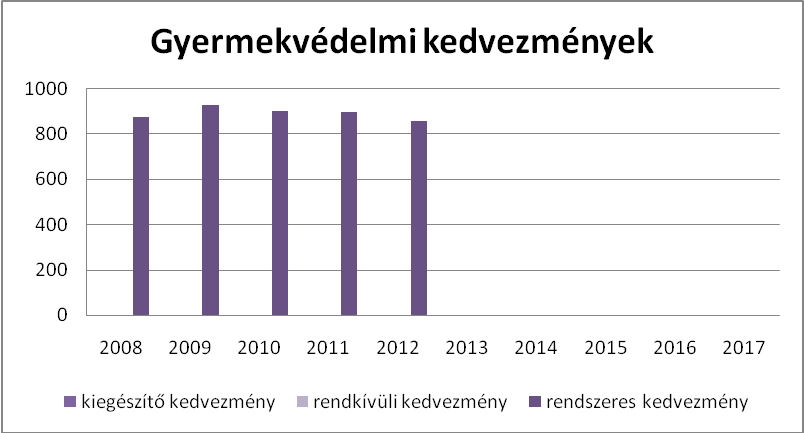 Gyermekvédelmi kedvezmények
1000
800
600
400
200
0
2008 2009 2010 2011 2012 2013 2014 2015 2016 2017
kiegészítő kedvezmény rendkívüli kedvezmény rendszeres kedvezmény